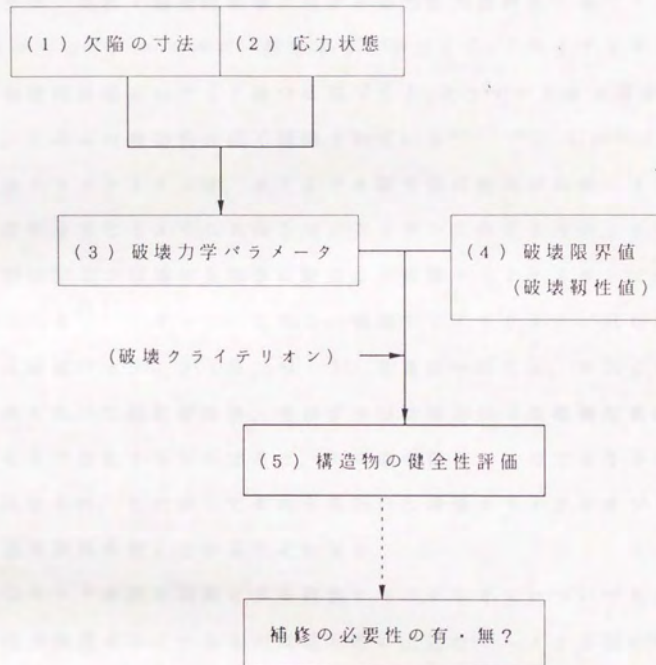 (1)欠陥の寸法
(2)応力状態
(3)破壊力学パラメータ
(4)破壊限界値
(破壊靱性値)
(破壊クライテリオン)
(5)構造物の健全性評価
補修の必要性の有・無?